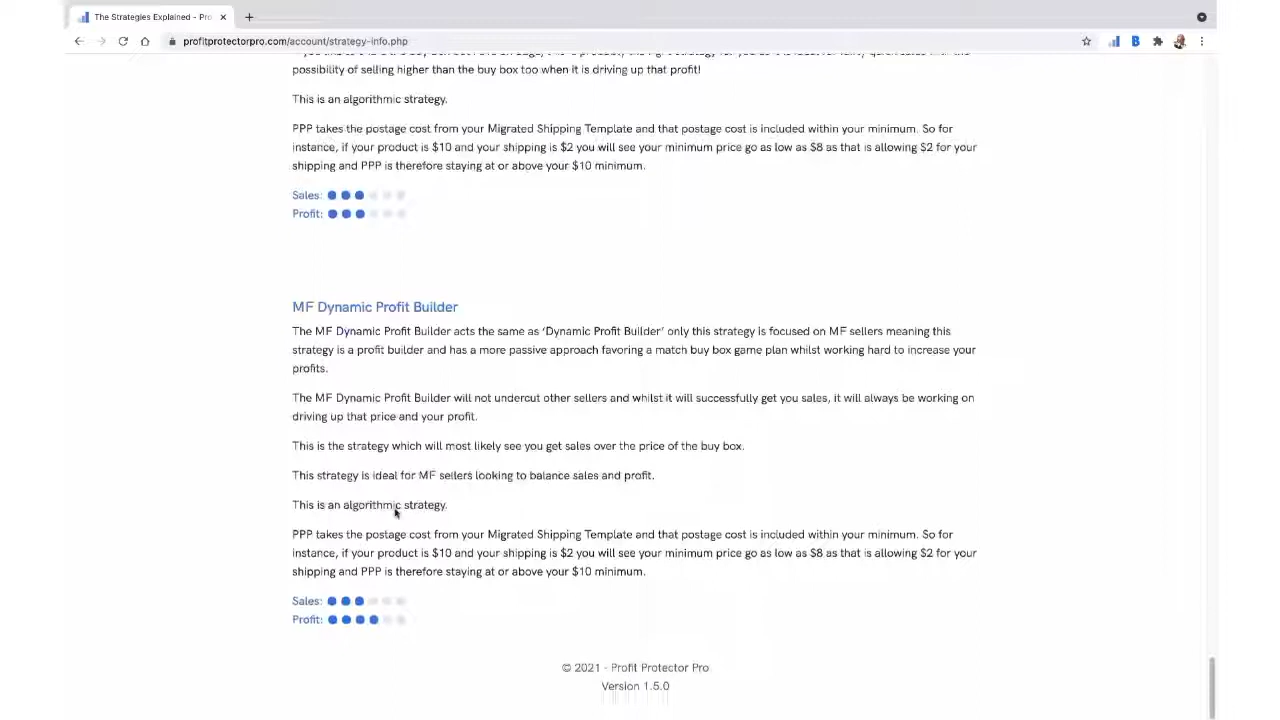 The Strategies Explained - Pro
profitprotectorpro.com/account/strategy-info.php
possibility of selling higher than the buy box too when it is driving up that profit!
This is an algorithmic strategy.
PPP takes the postage cost from your Migrated Shipping Template and that postage cost is included within your minimum. So for
instance, if your product is $10 and your shipping is $2 you will see your minimum price go as low as $8 as that is allowing $2 for your
shipping and PPP is therefore staying at or above your $10 minimum.
Sales:
Profit:
MF Dynamic Profit Builder
The MF Dynamic Profit Builder acts the same as ‘Dynamic Profit Builder’ only this strategy is focused on MF sellers meaning this
strategy is a profit builder and has a more passive approach favoring a match buy box game plan whilst working hard to increase your
profits.
The MF Dynamic Profit Builder will not undercut other sellers and whilst it will successfully get you sales, it will always be working on
driving up that price and your profit.
This is the strategy which will most likely see you get sales over the price of the buy box.
This strategy is ideal for MF sellers looking to balance sales and profit.
This is an algorithmic strategy.
PPP takes the postage cost from your Migrated Shipping Template and that postage cost is included within your minimum. So for
instance, if your product is $10 and your shipping is $2 you will see your minimum price go as low as $8 as that is allowing $2 for your
shipping and PPP is therefore staying at or above your $10 minimum.
Sales:
Profit:
© 2021 - Profit Protector Pro
Version 1.5.0